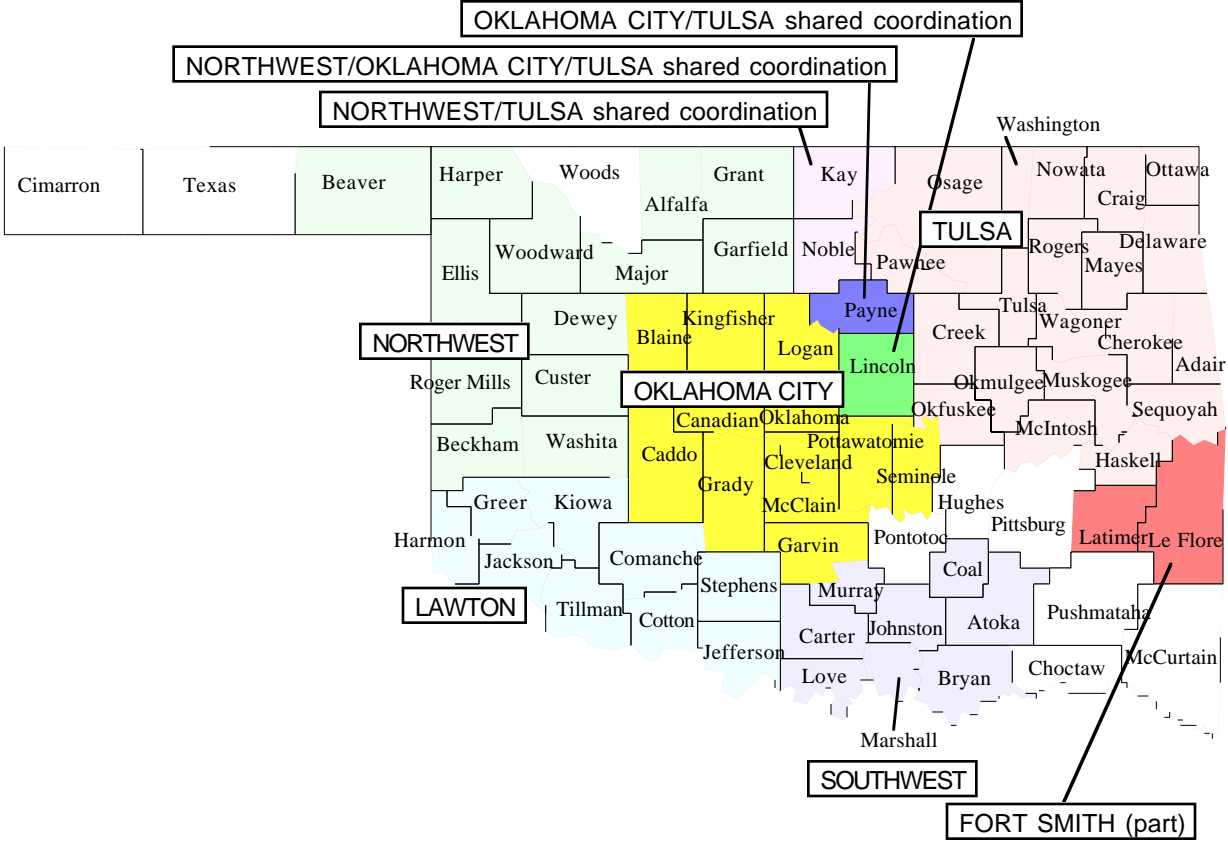 OKLAHOMA CITY/TULSA shared coordination
NORTHWEST/OKLAHOMA CITY/TULSA shared coordination
NORTHWEST/TULSA shared coordination
Washington
Cimarron
Texas
Beaver
Harper
Woods
Alfalfa
Grant
Kay
Osage
Nowata
Craig
Ottawa
Woodward
Ellis
Major
Garfield
Noble
Pawnee
TULSA
Rogers
Mayes
Delaware
NORTHWEST
Dewey
Blaine
Kingfisher
Logan
Payne
Creek
Tulsa
Wagoner
Cherokee
Adair
Roger Mills
Custer
OKLAHOMA CITY
Lincoln
Okmulgee
Muskogee
Sequoyah
Beckham
Washita
Caddo
Canadian
Oklahoma
Pottawatomie
Okfuskee
McIntosh
Haskell
Cleveland
Seminole
Grady
McClain
Hughes
Pittsburg
Greer
Kiowa
Harmon
Jackson
Comanche
Garvin
Pontotoc
Latimer
Le Flore
LAWTON
Tillman
Cotton
Stephens
Murray
Coal
Carter
Johnston
Atoka
Pushmataha
Jefferson
Love
Bryan
Choctaw
McCurtain
Marshall
SOUTHWEST
FORT SMITH (part)